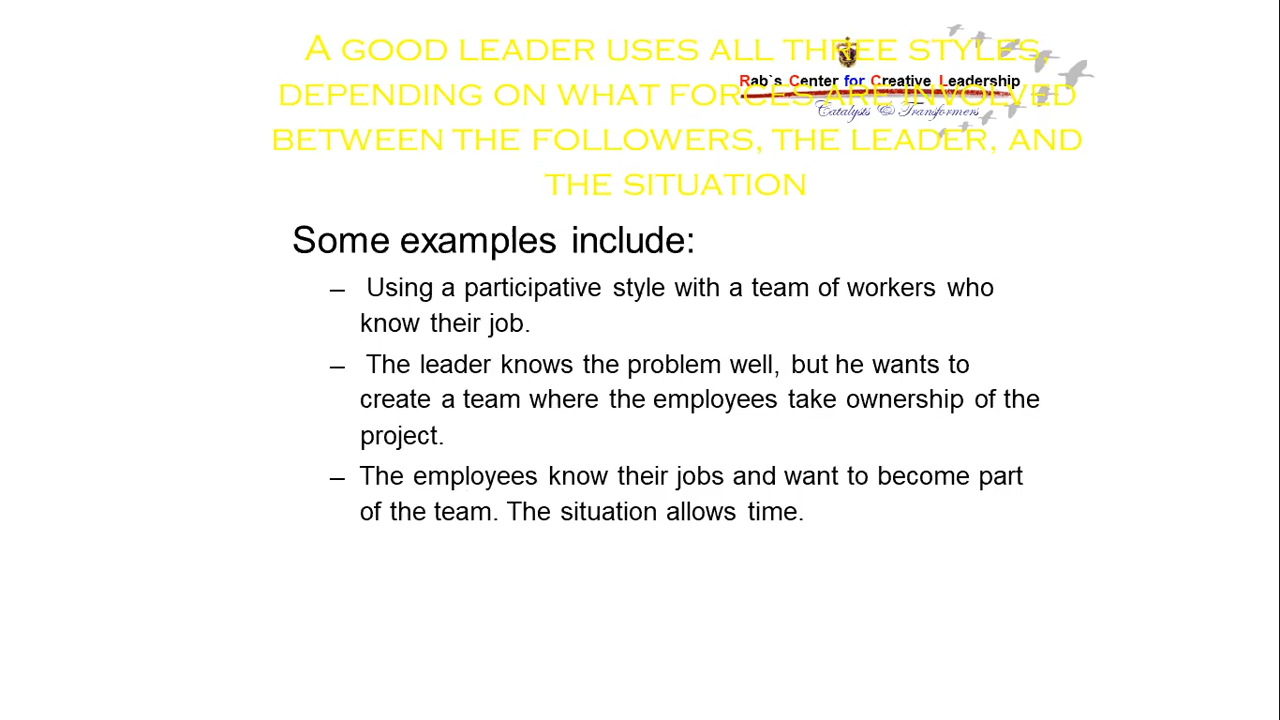 A GOOD LEADER USES ALL THREE STYLES,
DEPENDING ON WHAT FORCES ARE INVOLVED
BETWEEN THE FOLLOWERS, THE LEADER, AND
THE SITUATION
Rab`s Center for Creative Leadership
Catalysts & Transformers
Some examples include:
– Using a participative style with a team of workers who
know their job.
– The leader knows the problem well, but he wants to
create a team where the employees take ownership of the
project.
– The employees know their jobs and want to become part
of the team. The situation allows time.